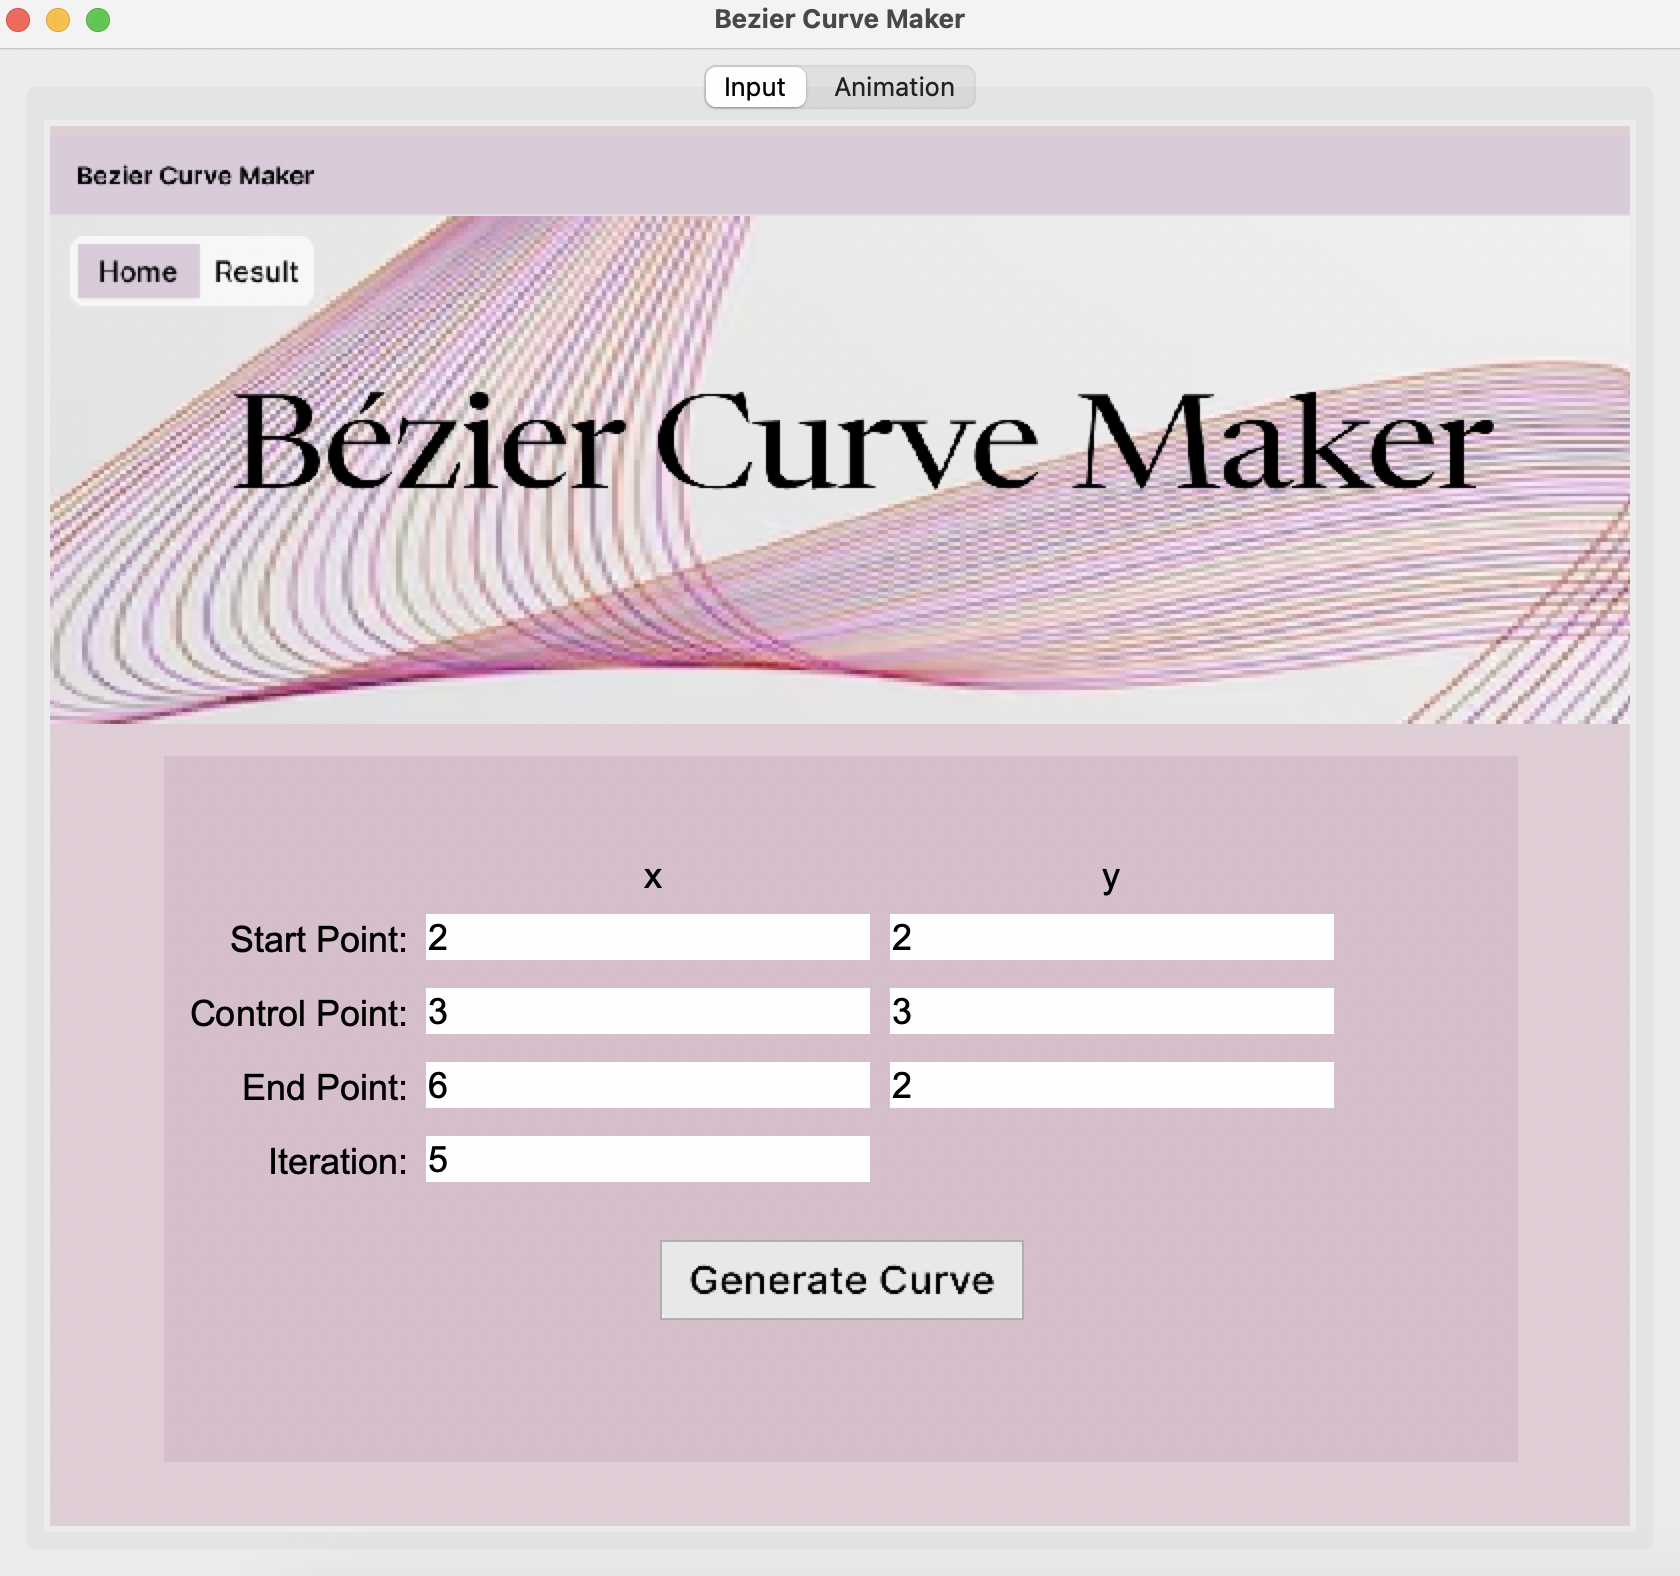 Bezier Curve Maker
Input Animation
Bezier Curve Maker
Home Result
Bézier Curve Maker
x y
Start Point: 2 2
Control Point: 3 3
End Point: 6 2
Iteration: 5
Generate Curve